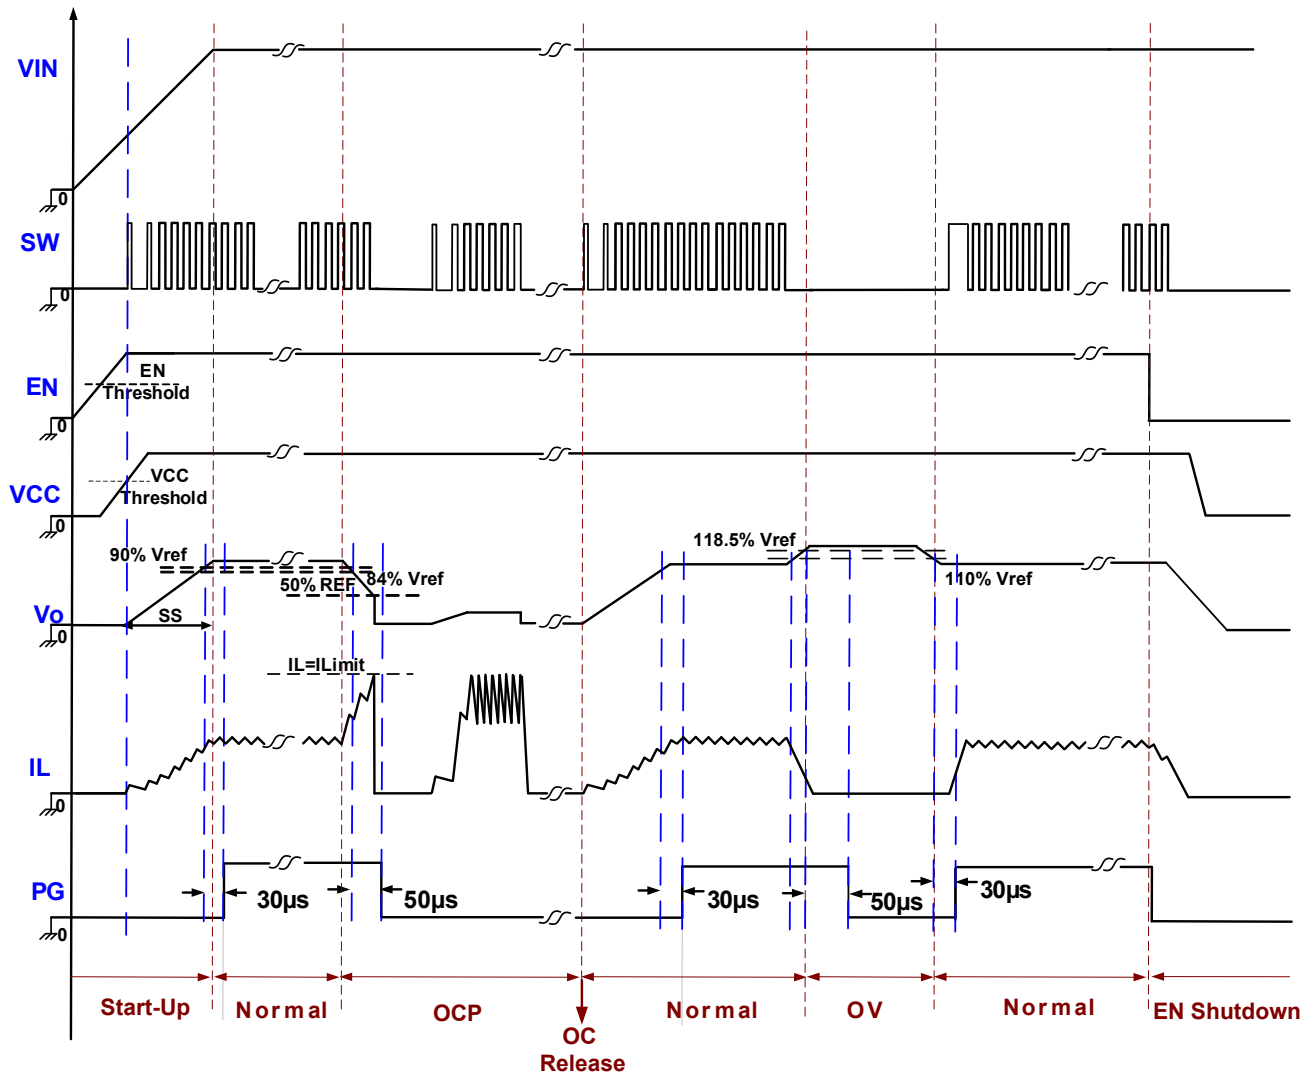 VIN
0
SW
0
EN
Threshold
EN
0
VCC
Threshold
VCC
0
118.5% Vref
90% Vref
50% REF
84% Vref
110% Vref
Vo
SS
0
IL=ILimit
IL
0
PG
30µs
50µs
30µs
50µs
30µs
0
Start-Up
Normal
OCP
Normal
OV
Normal
EN Shutdown
OC
Release